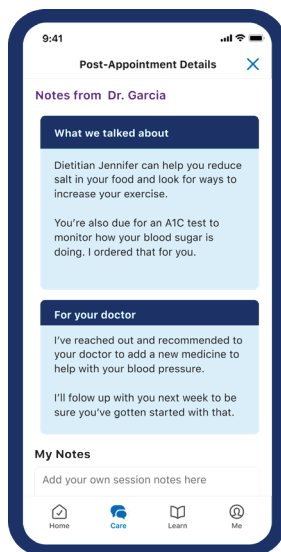 9:41
Post-Appointment Details
Notes from Dr. Garcia
What we talked about
Dietitian Jennifer can help you reduce
salt in your food and look for ways to
increase your exercise.
You're also due for an A1C test to
monitor how your blood sugar is
doing. I ordered that for you.
For your doctor
I've reached out and recommended to
your doctor to add a new medicine to
help with your blood pressure.
I'll folow up with you next week to be
sure you've gotten started with that.
My Notes
Add your own session notes here
Home Care Learn Me